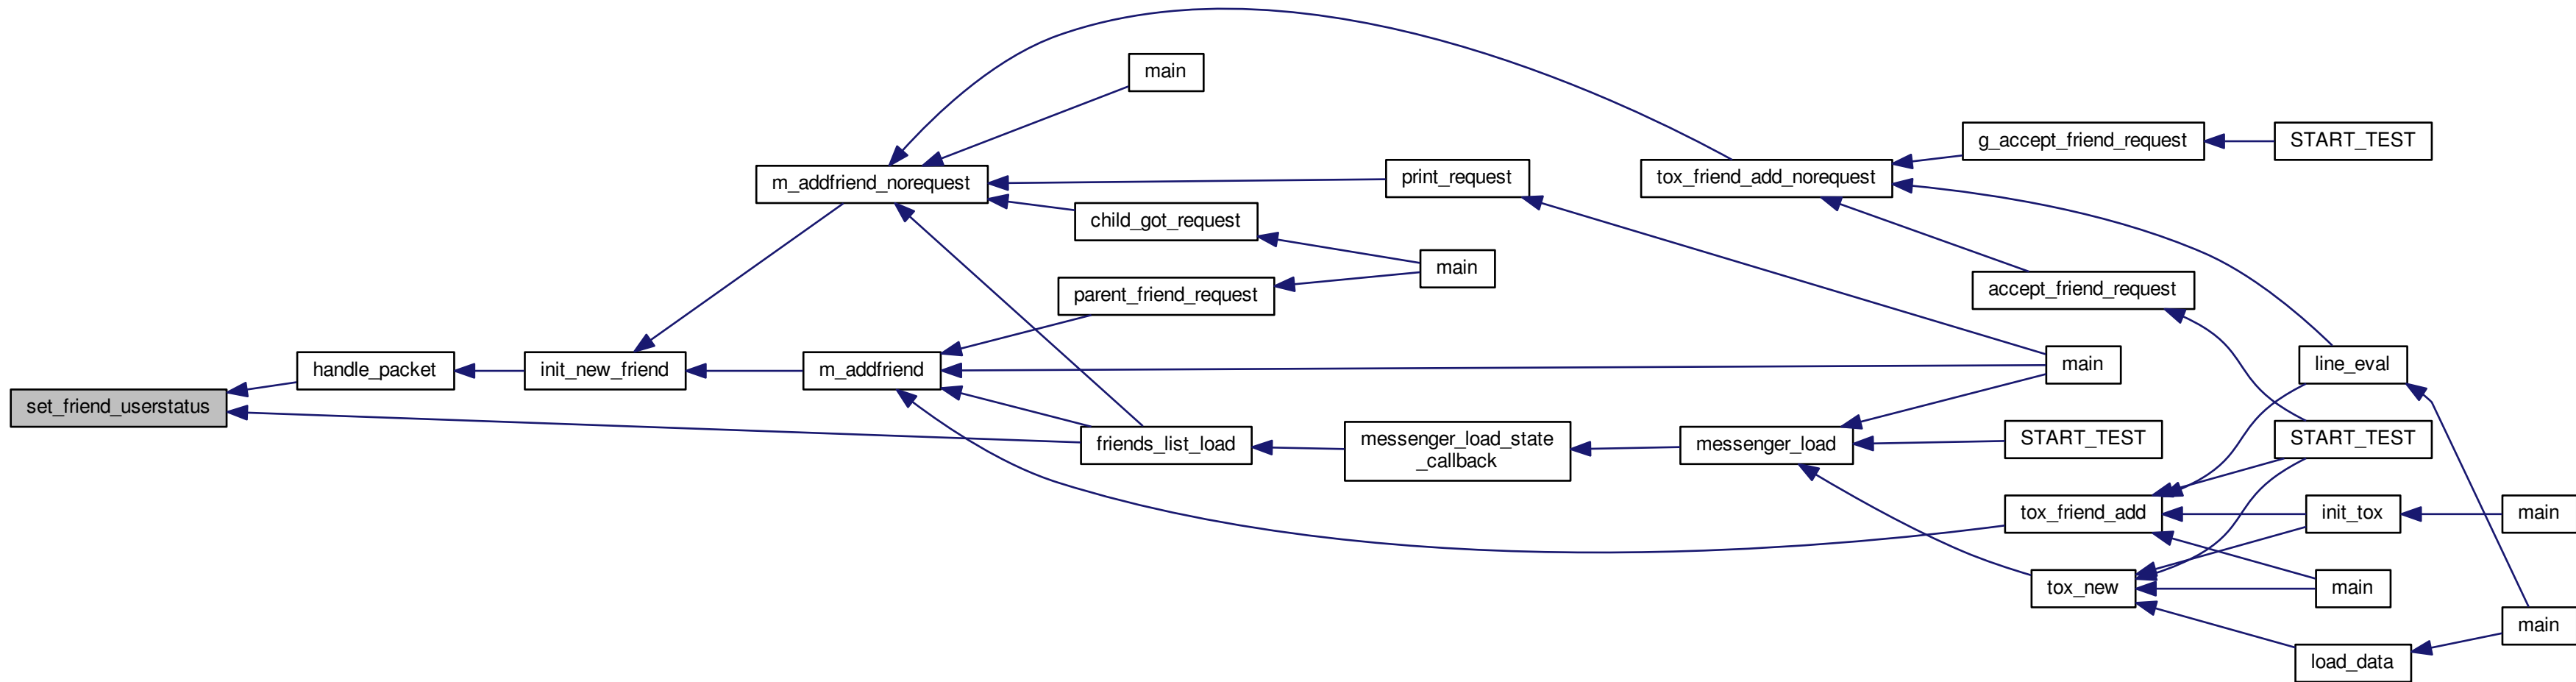 main
g_accept_friend_request
START_TEST
m_addfriend_norequest
print_request
tox_friend_add_norequest
child_got_request
main
parent_friend_request
accept_friend_request
handle_packet
init_new_friend
m_addfriend
main
line_eval
set_friend_userstatus
friends_list_load
messenger_load_state
_callback
messenger_load
START_TEST
START_TEST
tox_friend_add
init_tox
main
tox_new
main
main
load_data